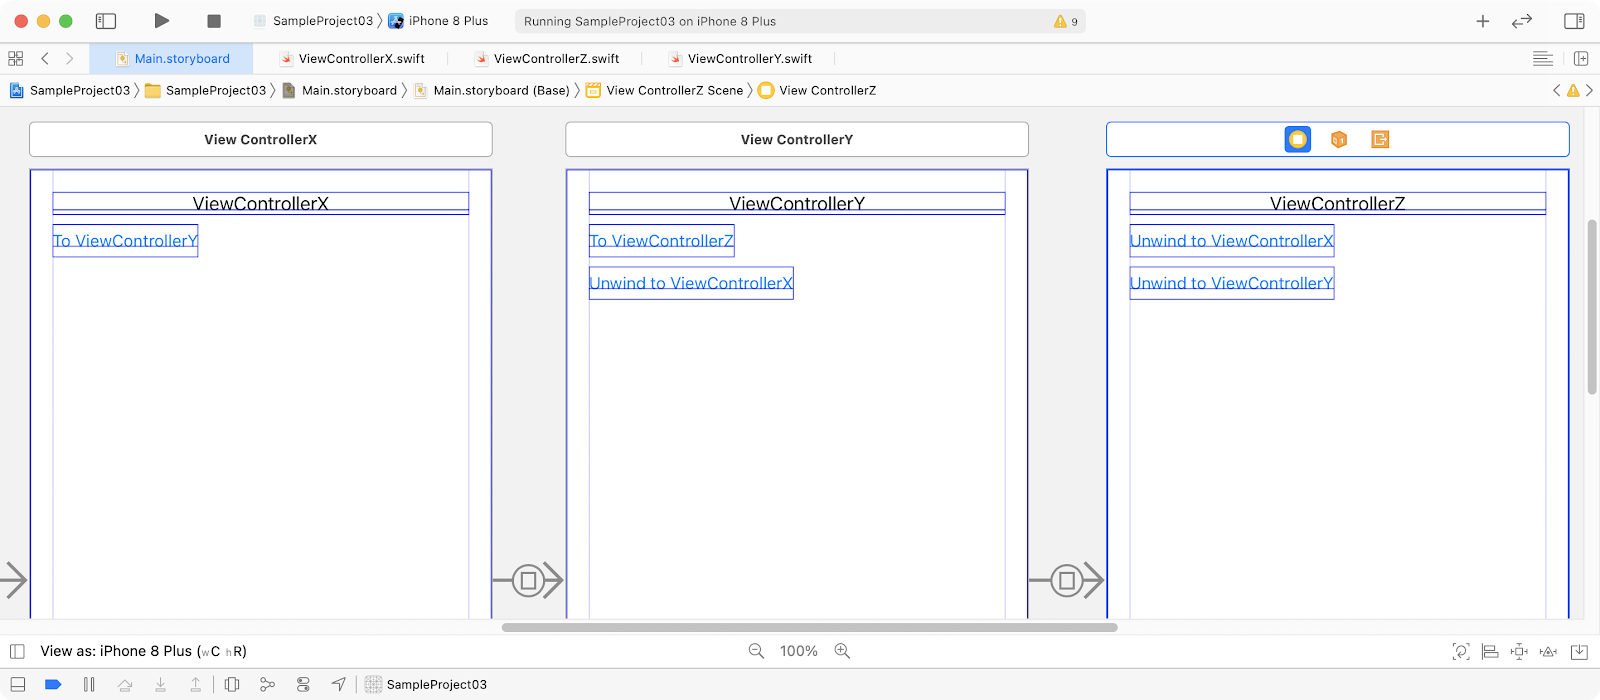 SampleProject03 〉 iPhone 8 Plus
Running SampleProject03 on iPhone 8 Plus
9
Main.storyboard
ViewControllerX.swift
ViewControllerZ.swift
ViewControllerY.swift
SampleProject03 〉 SampleProject03 〉 Main.storyboard 〉 Main.storyboard (Base) 〉 View ControllerZ Scene 〉 View ControllerZ
View ControllerX
View ControllerY
ViewControllerX
To ViewControllerY
ViewControllerY
To ViewControllerZ
Unwind to ViewControllerX
ViewControllerZ
Unwind to ViewControllerX
Unwind to ViewControllerY
View as: iPhone 8 Plus (wC hR)
100%
SampleProject03